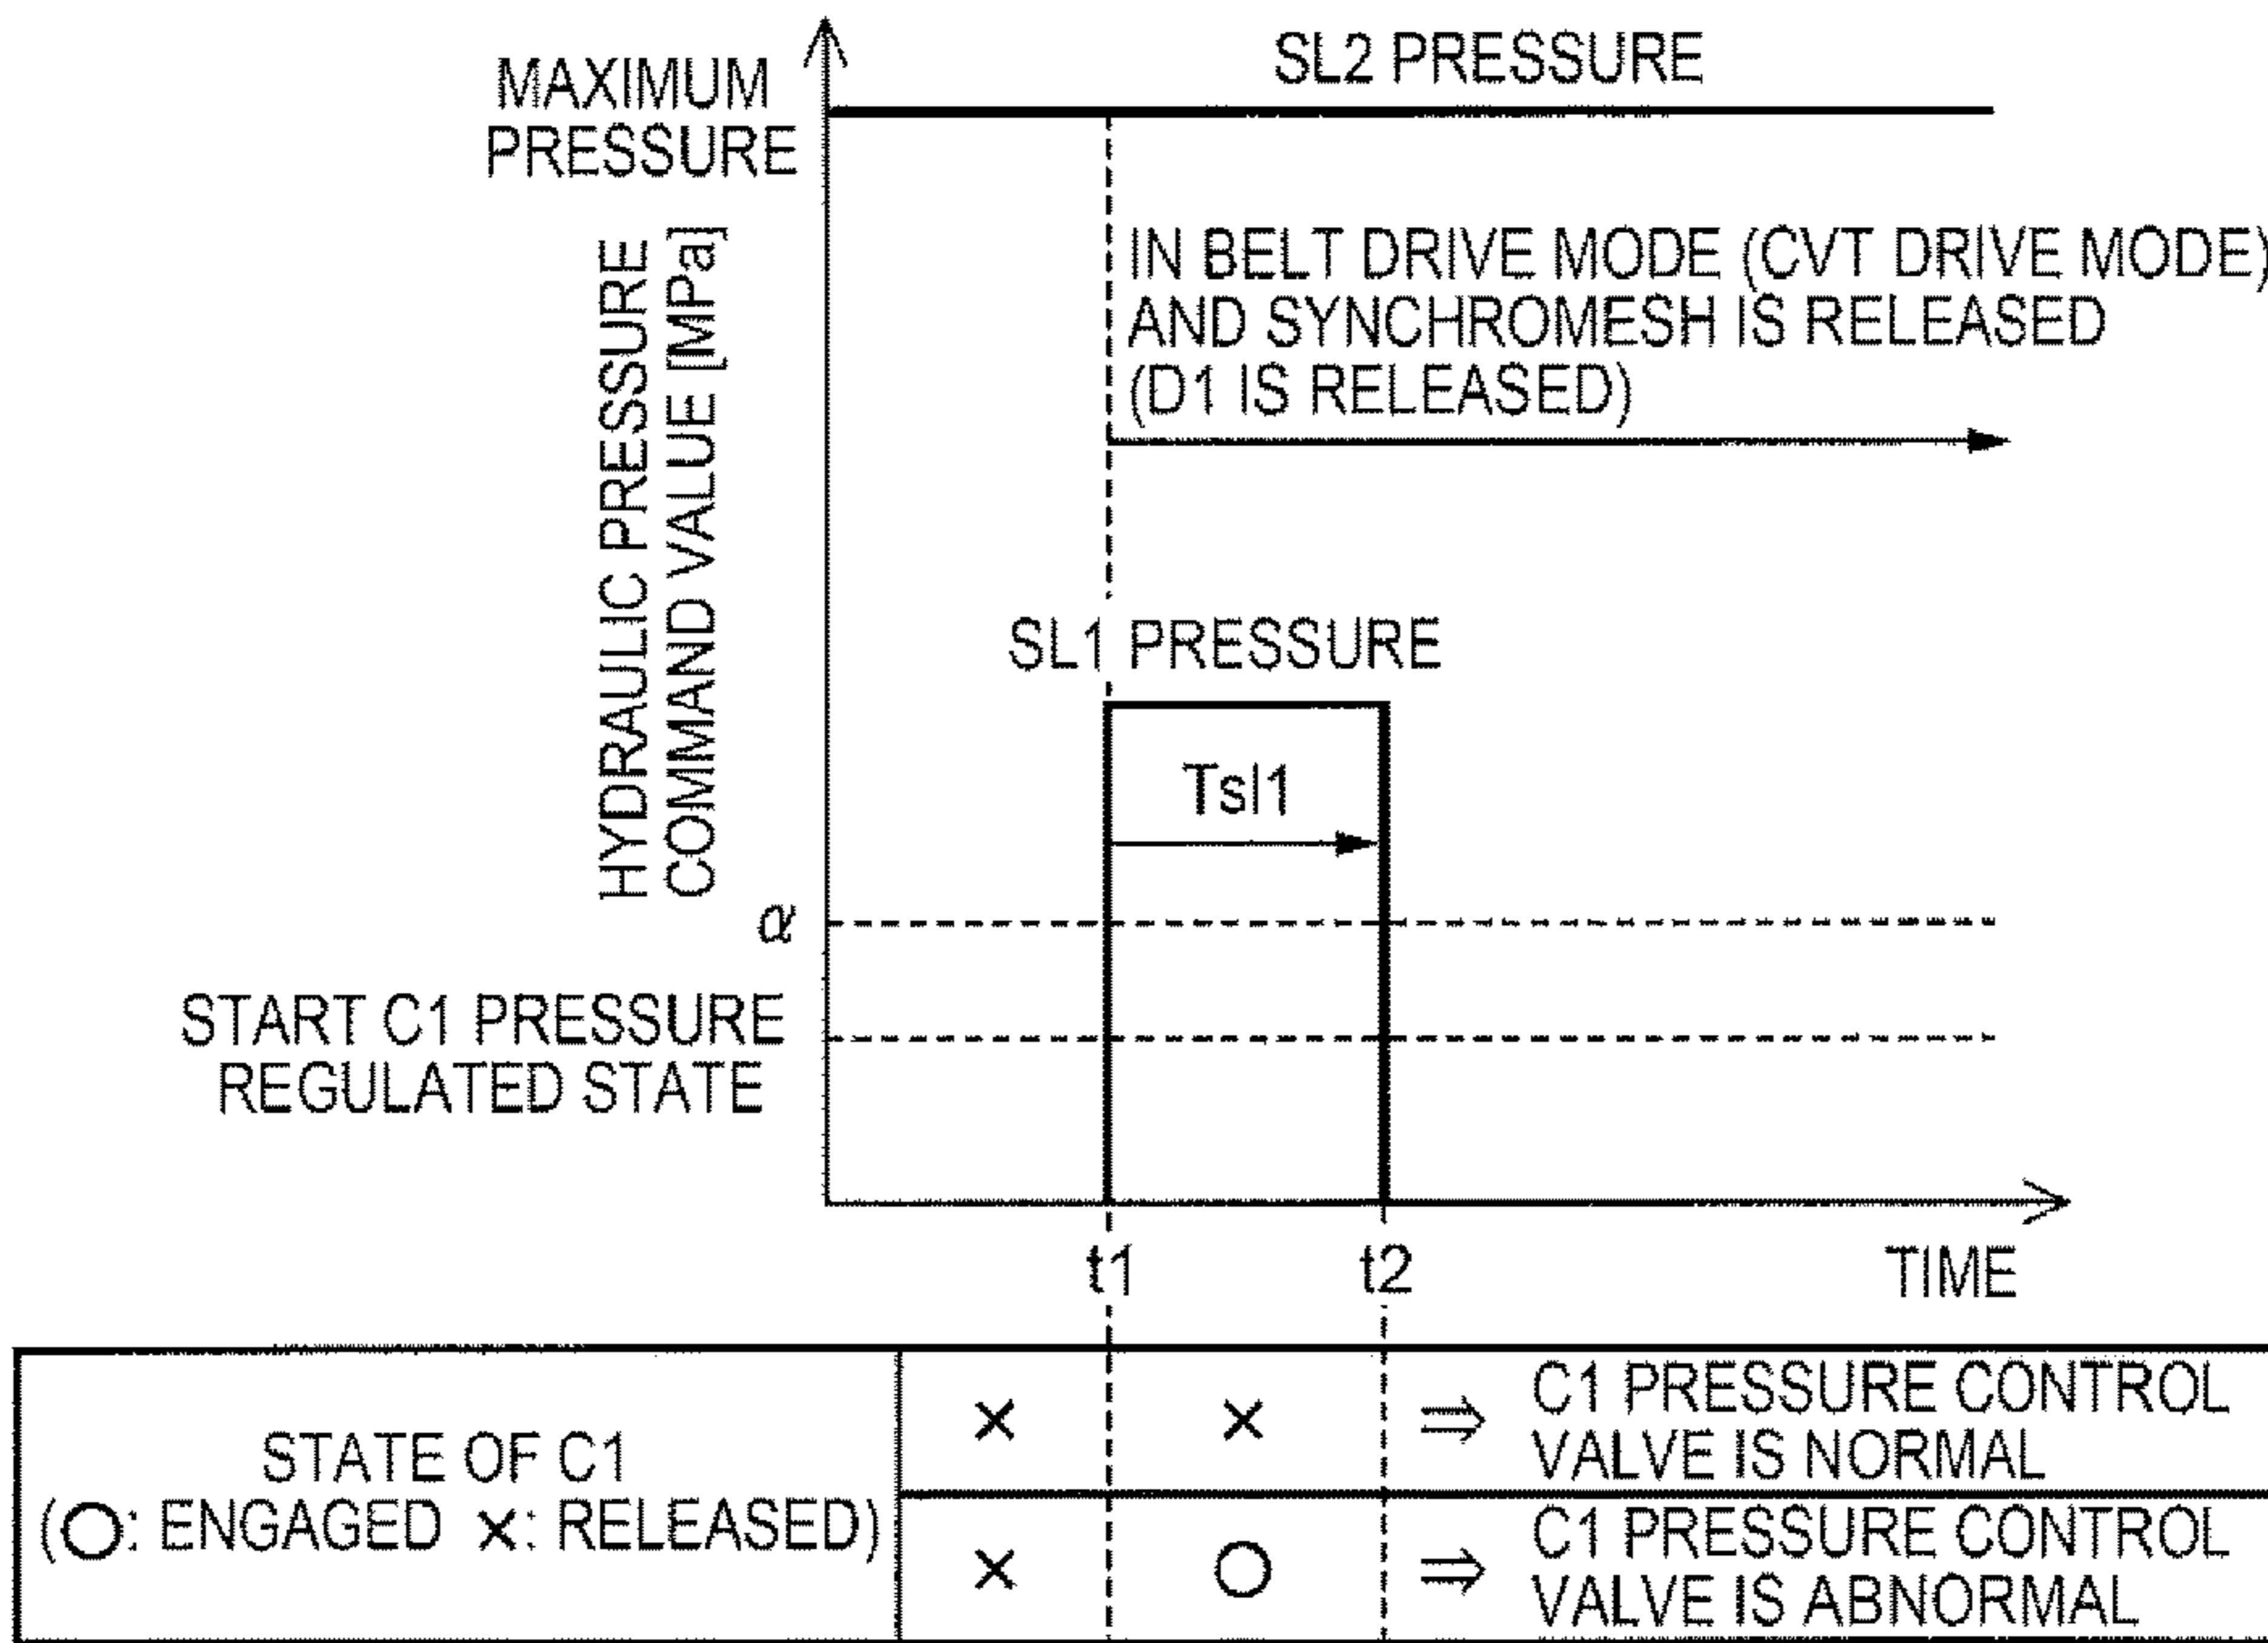 MAXIMUM
PRESSURE
SL2 PRESSURE
HYDRAULIC PRESSURE
COMMAND VALUE [MPa]
IN BELT DRIVE MODE (CVT DRIVE MODE)
AND SYNCHROMESH IS RELEASED
(D1 IS RELEASED)
SL1 PRESSURE
Tsl1
α
START C1 PRESSURE
REGULATED STATE
t1
t2
TIME
STATE OF C1
(○: ENGAGED ×: RELEASED)
× × ⇒ C1 PRESSURE CONTROL
VALVE IS NORMAL
× ○ ⇒ C1 PRESSURE CONTROL
VALVE IS ABNORMAL